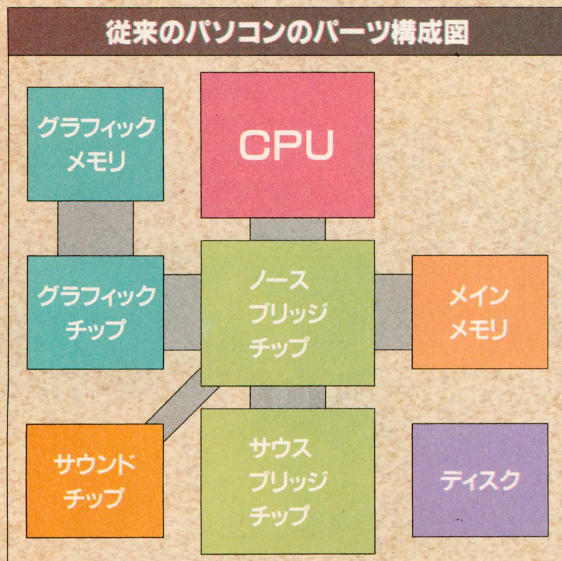 従来のパソコンのパーツ構成図
グラフィック
メモリ
CPU
グラフィック
チップ
ノース
ブリッジ
チップ
メイン
メモリ
サウンド
チップ
サウス
ブリッジ
チップ
ディスク